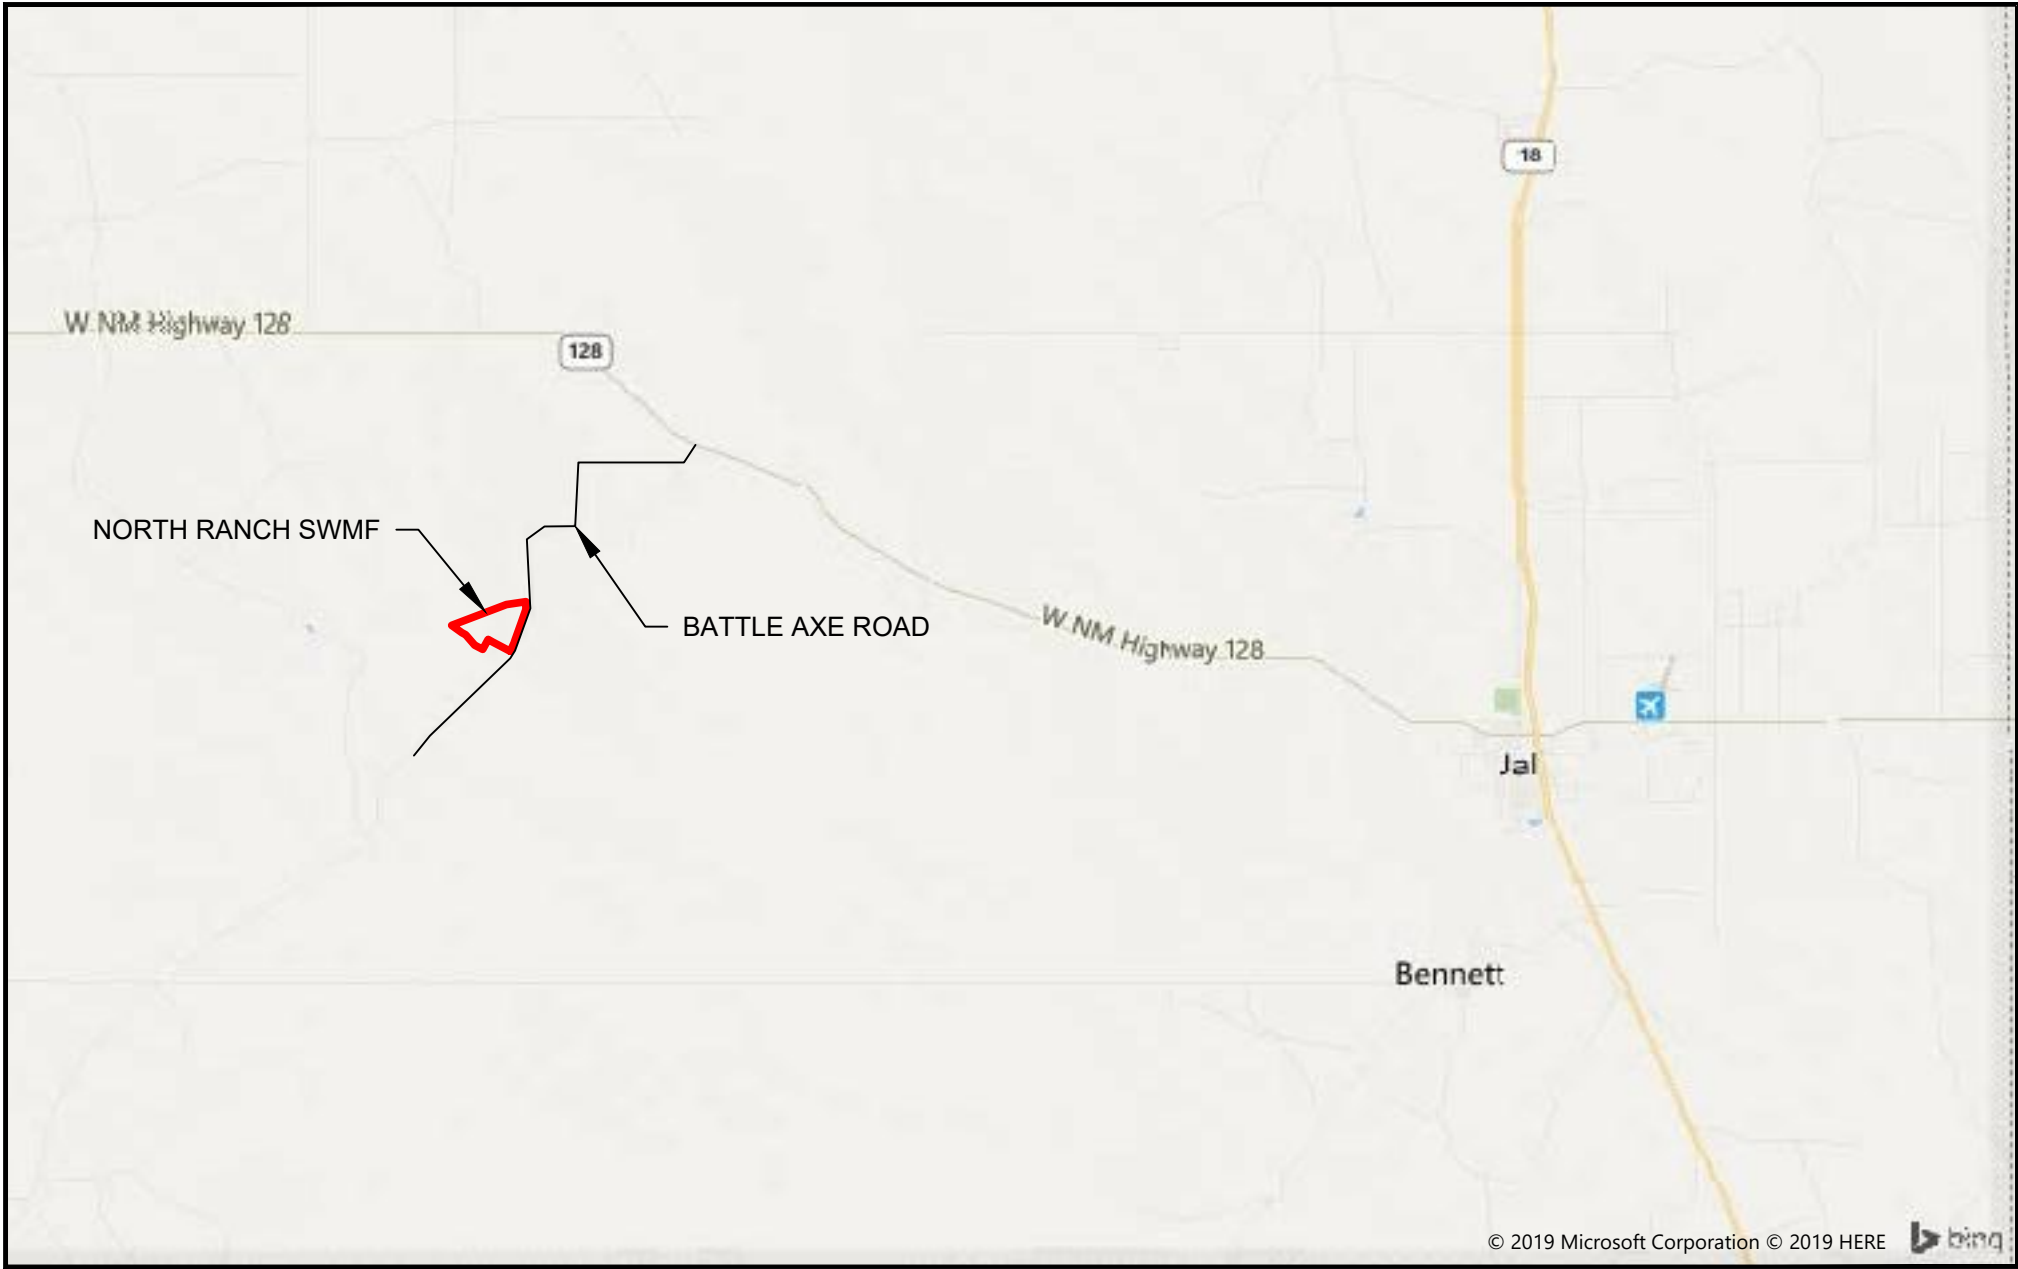 18
W NM Highway 128
128
NORTH RANCH SWMF
BATTLE AXE ROAD
W NM Highway 128
Jal
Bennett
© 2019 Microsoft Corporation © 2019 HERE
bing